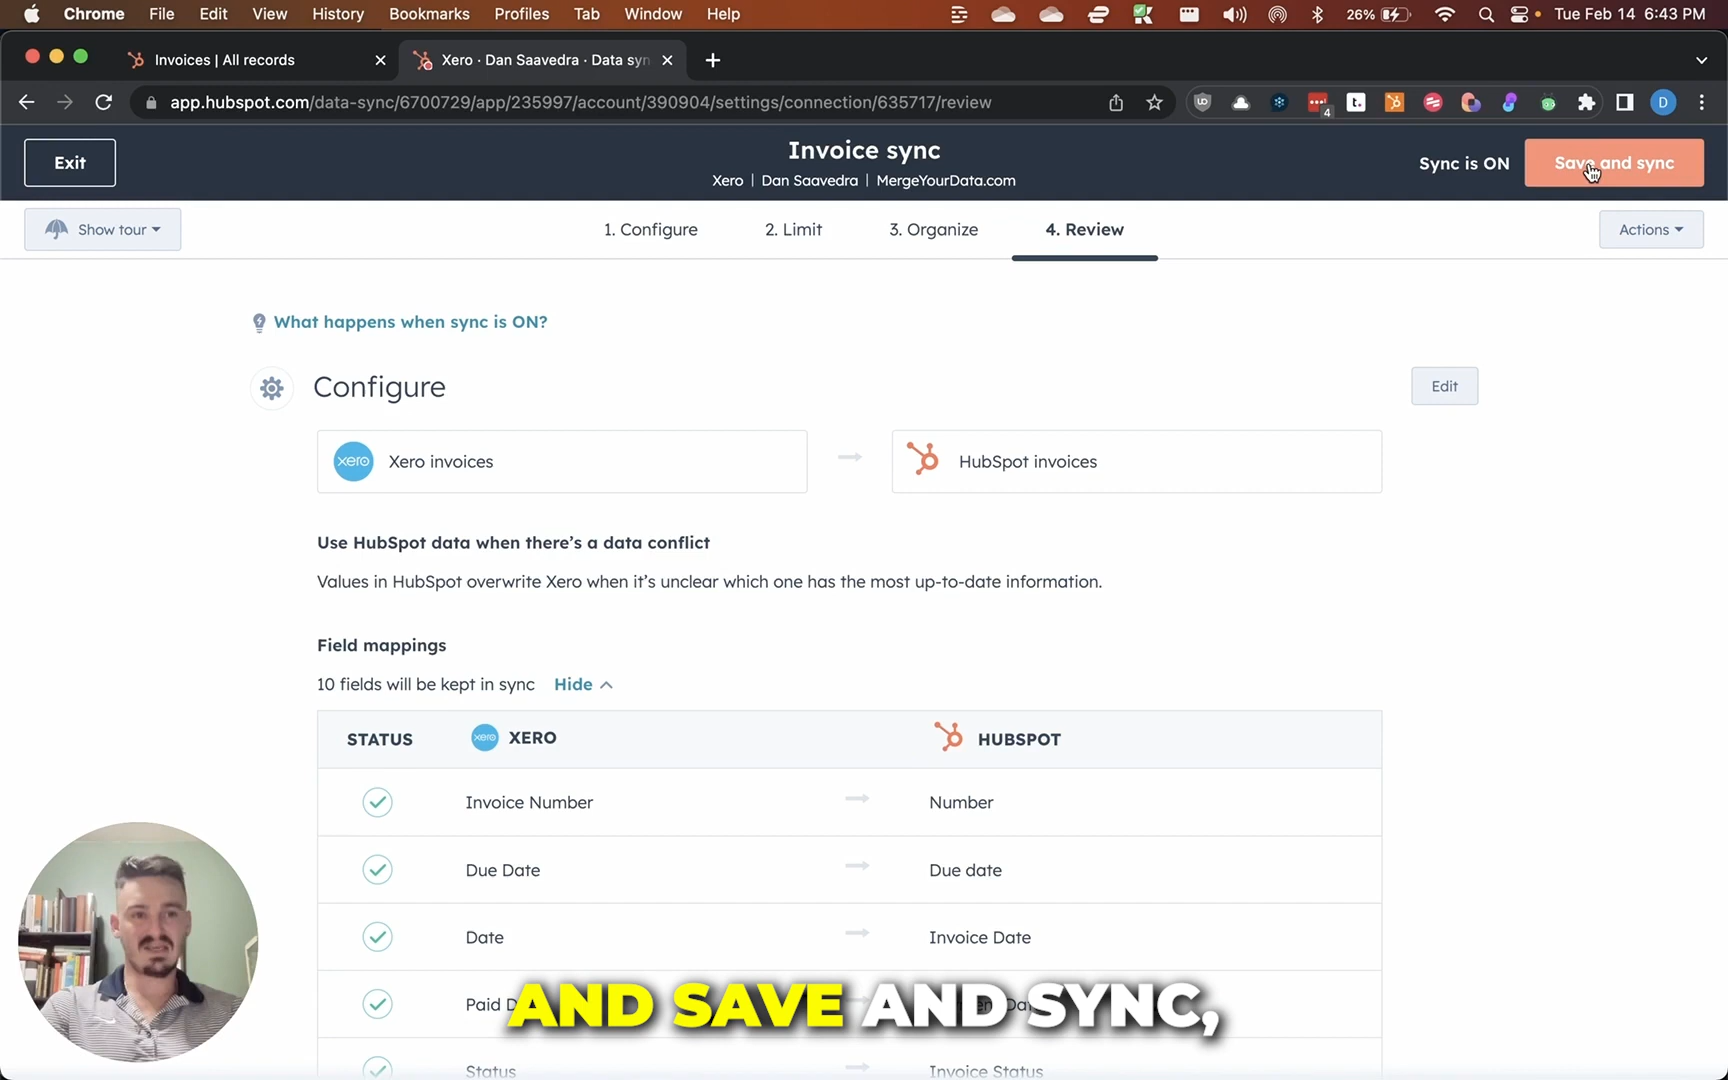 Chrome File Edit View History Bookmarks Profiles Tab Window Help 26% Tue Feb 14 6:43 PM
Invoices | All records
Xero · Dan Saavedra · Data syn
app.hubspot.com/data-sync/6700729/app/235997/account/390904/settings/connection/635717/review
4
D
Exit
Invoice sync
Xero | Dan Saavedra | MergeYourData.com
Sync is ON
Save and sync
Show tour
1. Configure
2. Limit
3. Organize
4. Review
Actions
What happens when sync is ON?
Configure
Edit
xero
Xero invoices
HubSpot invoices
Use HubSpot data when there's a data conflict
Values in HubSpot overwrite Xero when it's unclear which one has the most up-to-date information.
Field mappings
10 fields will be kept in sync Hide
STATUS xero XERO HUBSPOT
Invoice Number Number
Due Date Due date
Date Invoice Date
Paid D
AND SAVE AND SYNC,
Status Invoice Status